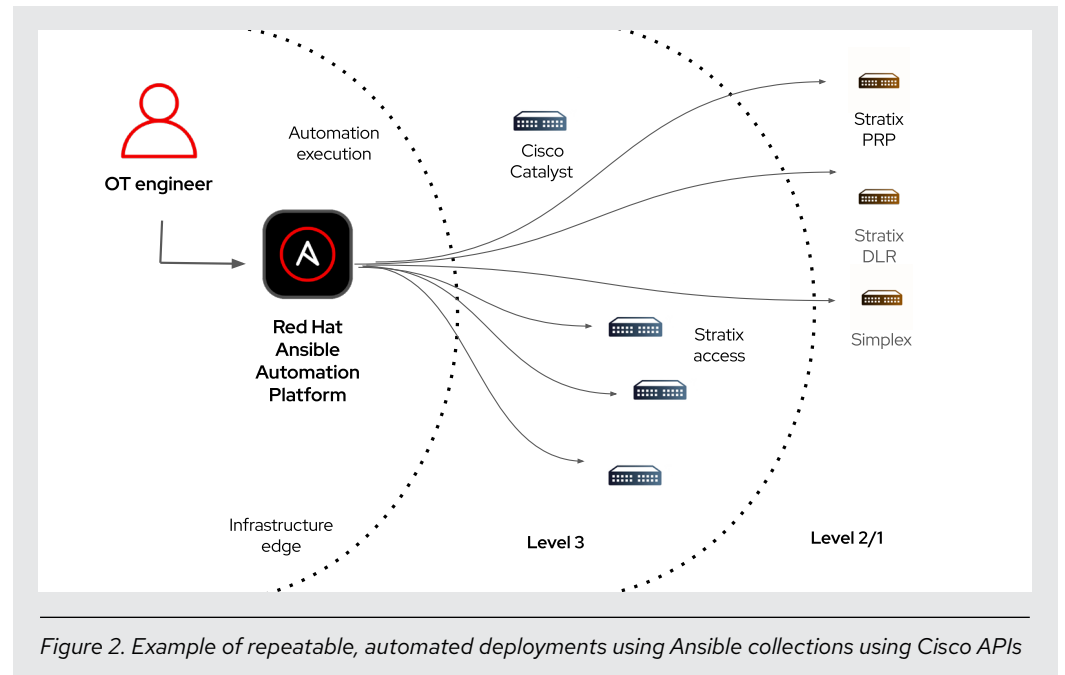 OT engineer
Automation
execution
Red Hat
Ansible
Automation
Platform
Infrastructure
edge
Cisco
Catalyst
Stratix
access
Level 3
Stratix
PRP
Stratix
DLR
Simplex
Level 2/1
Figure 2. Example of repeatable, automated deployments using Ansible collections using Cisco APIs